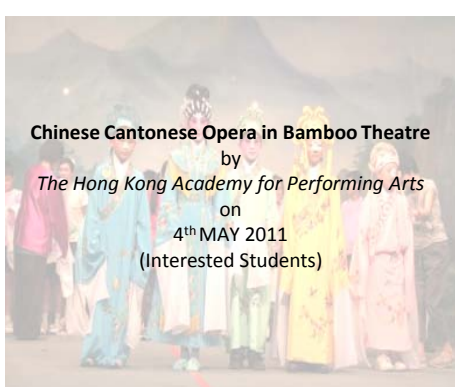 Chinese Cantonese Opera in Bamboo Theatre
by
The Hong Kong Academy for Performing Arts
on
4th MAY 2011
(Interested Students)